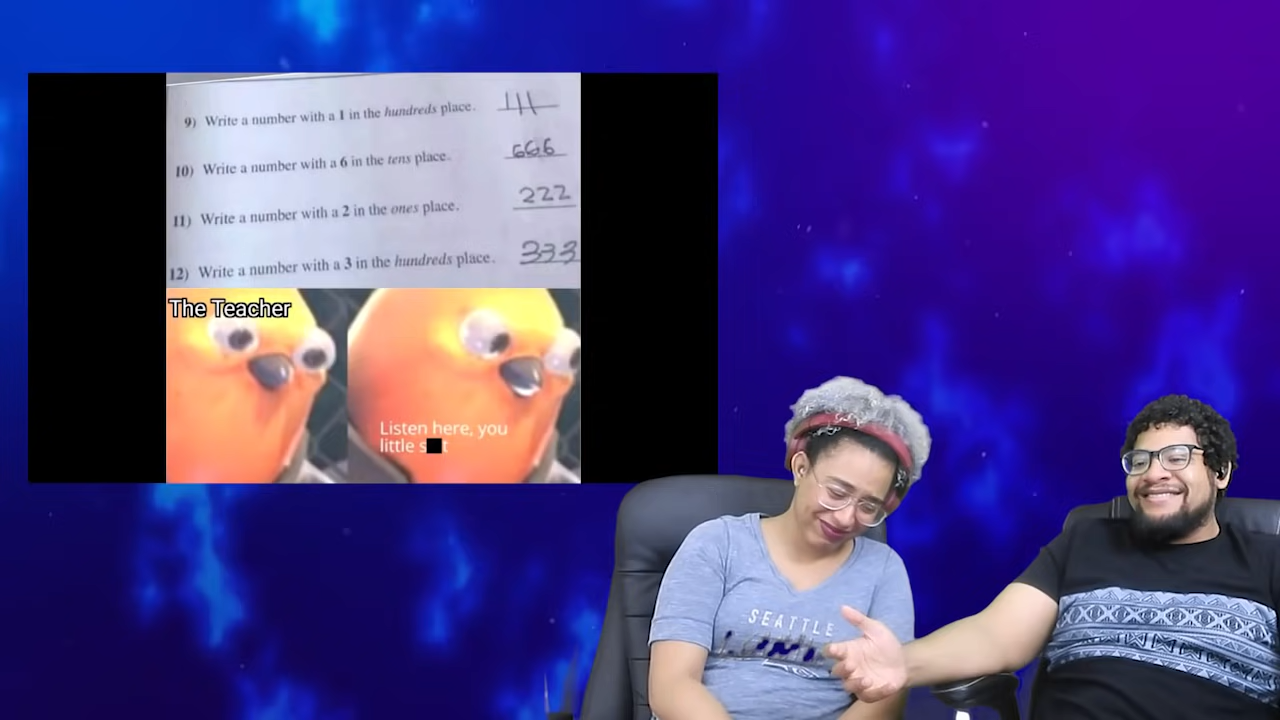 9) Write a number with a 1 in the hundreds place. 111
10) Write a number with a 6 in the tens place. 666
11) Write a number with a 2 in the ones place. 222
12) Write a number with a 3 in the hundreds place. 333
The Teacher
Listen here, you
little s t
SEATTLE